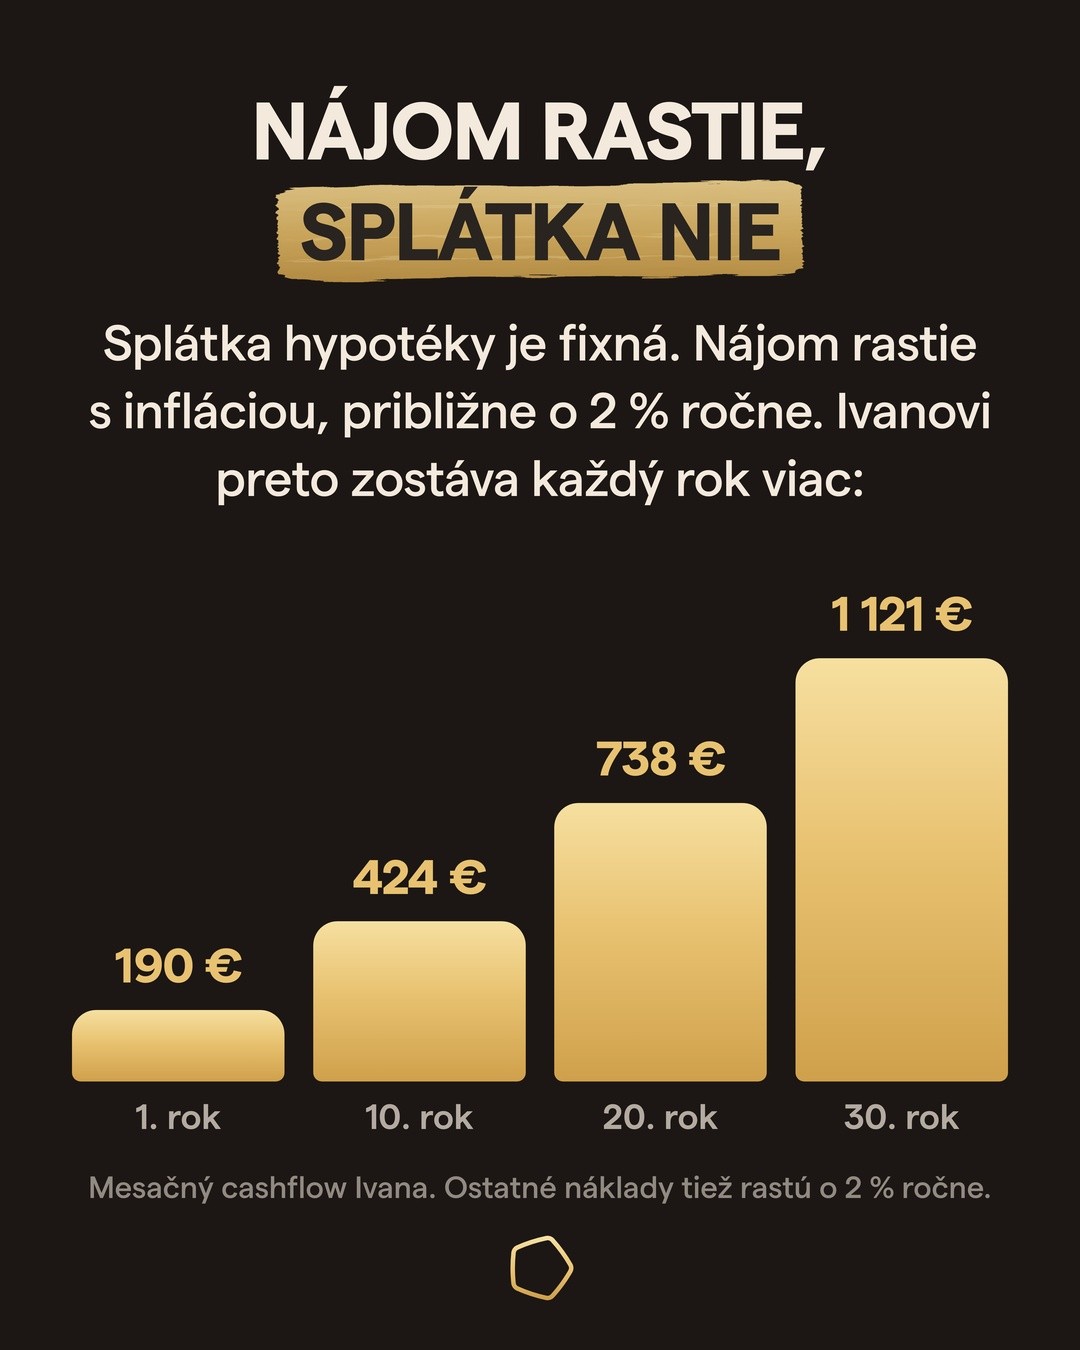 NÁJOM RASTIE,
SPLÁTKA NIE
Splátka hypotéky je fixná. Nájom rastie
s infláciou, približne o 2 % ročne. Ivanovi
preto zostáva každý rok viac:
1 121 €
738 €
424 €
190 €
1. rok
10. rok
20. rok
30. rok
Mesačný cashflow Ivana. Ostatné náklady tiež rastú o 2 % ročne.